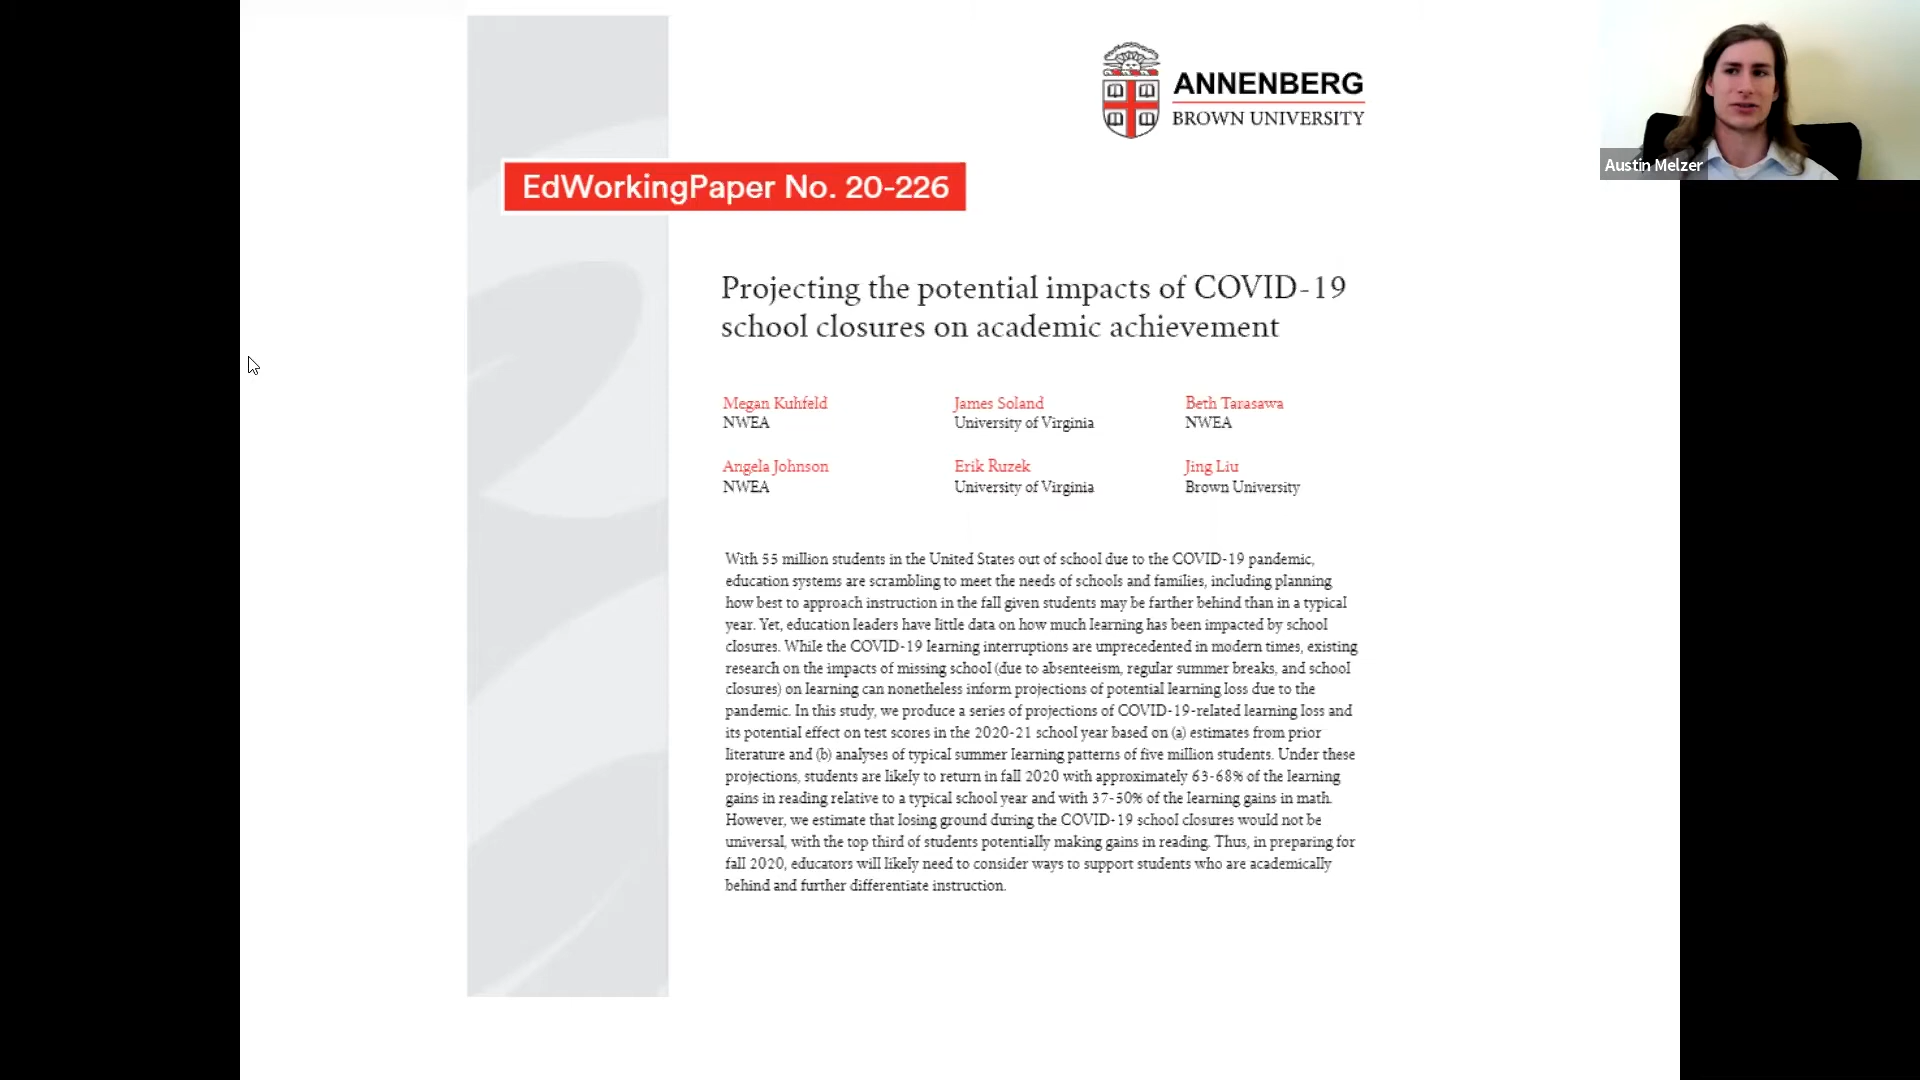 ANNENBERG
BROWN UNIVERSITY
Austin Melzer
EdWorkingPaper No. 20-226
Projecting the potential impacts of COVID-19
school closures on academic achievement
Megan Kuhfeld
NWEA
James Soland
University of Virginia
Beth Tarasawa
NWEA
Angela Johnson
NWEA
Erik Ruzek
University of Virginia
Jing Liu
Brown University
With 55 million students in the United States out of school due to the COVID-19 pandemic,
education systems are scrambling to meet the needs of schools and families, including planning
how best to approach instruction in the fall given students may be farther behind than in a typical
year. Yet, education leaders have little data on how much learning has been impacted by school
closures. While the COVID-19 learning interruptions are unprecedented in modern times, existing
research on the impacts of missing school (due to absenteeism, regular summer breaks, and school
closures) on learning can nonetheless inform projections of potential learning loss due to the
pandemic. In this study, we produce a series of projections of COVID-19-related learning loss and
its potential effect on test scores in the 2020-21 school year based on (a) estimates from prior
literature and (b) analyses of typical summer learning patterns of five million students. Under these
projections, students are likely to return in fall 2020 with approximately 63-68% of the learning
gains in reading relative to a typical school year and with 37-50% of the learning gains in math.
However, we estimate that losing ground during the COVID-19 school closures would not be
universal, with the top third of students potentially making gains in reading. Thus, in preparing for
fall 2020, educators will likely need to consider ways to support students who are academically
behind and further differentiate instruction.